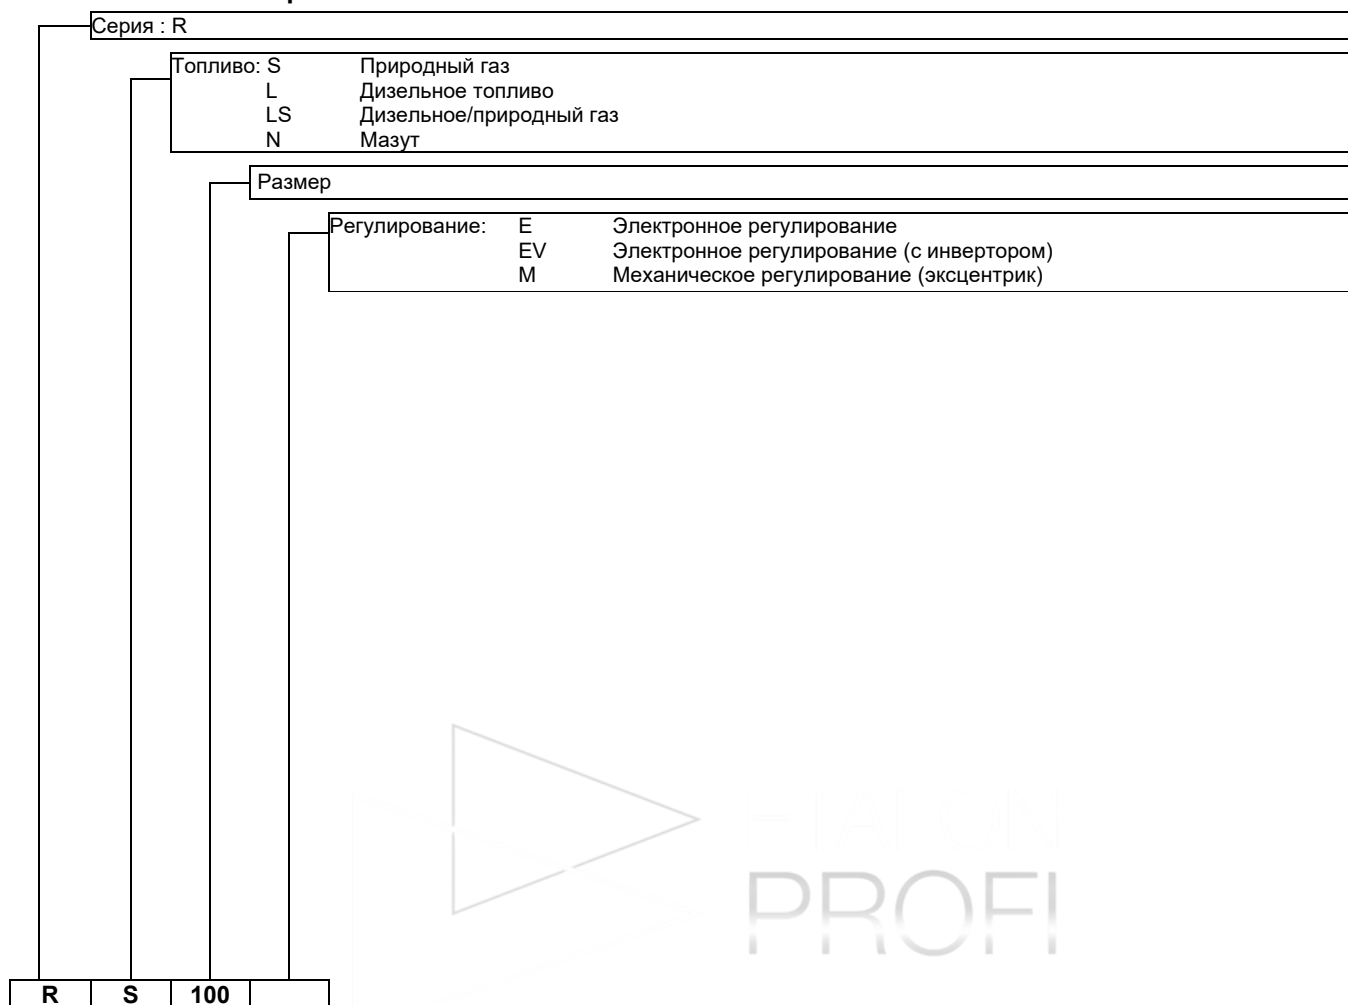 Серия : R
Топливо: S Природный газ
L Дизельное топливо
LS Дизельное/природный газ
N Мазут
Размер
Регулирование: E Электронное регулирование
EV Электронное регулирование (с инвертором)
M Механическое регулирование (эксцентрик)
PROFI
R S 100